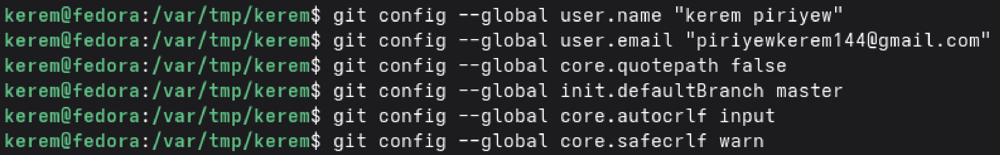 kerem@fedora:/var/tmp/kerem$ git config --global user.name "kerem piriyew"
kerem@fedora:/var/tmp/kerem$ git config --global user.email "piriyewkerem144@gmail.com"
kerem@fedora:/var/tmp/kerem$ git config --global core.quotepath false
kerem@fedora:/var/tmp/kerem$ git config --global init.defaultBranch master
kerem@fedora:/var/tmp/kerem$ git config --global core.autocrlf input
kerem@fedora:/var/tmp/kerem$ git config --global core.safecrlf warn